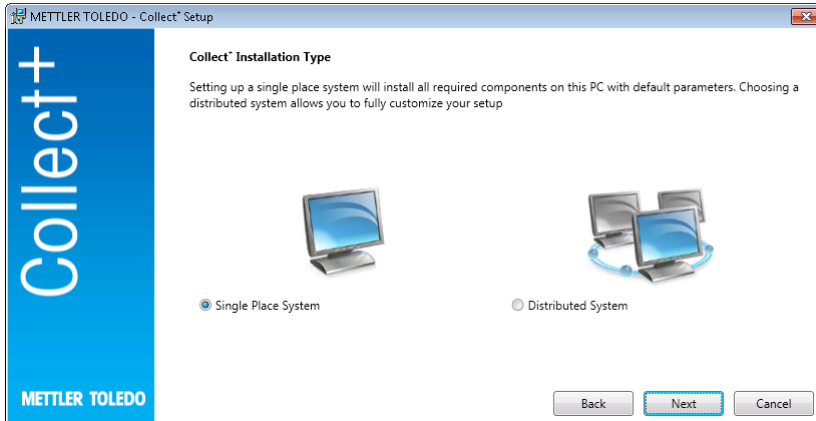 METTLER TOLEDO - Collect⁺ Setup
Collect+
Collect⁺ Installation Type
Setting up a single place system will install all required components on this PC with default parameters. Choosing a
distributed system allows you to fully customize your setup
Single Place System
Distributed System
METTLER TOLEDO
Back
Next
Cancel